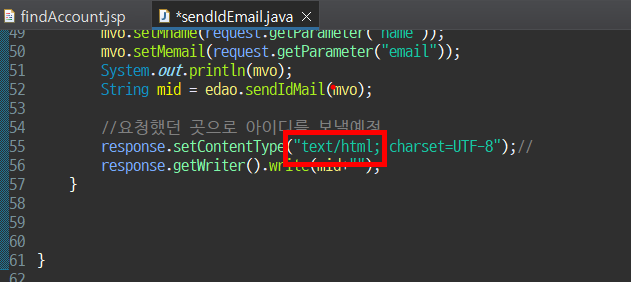 findAccount.jsp
*sendIdEmail.java
49 mvo.setMname(request.getParameter("name"));
50 mvo.setMemail(request.getParameter("email"));
51 System.out.println(mvo);
52 String mid = edao.sendIdMail(mvo);
53
54 //요청했던 곳으로 아이디를 보낼예정
55 response.setContentType("text/html; charset=UTF-8");//
56 response.getWriter().write(mid+"");
57 }
58
59
60
61 }
62